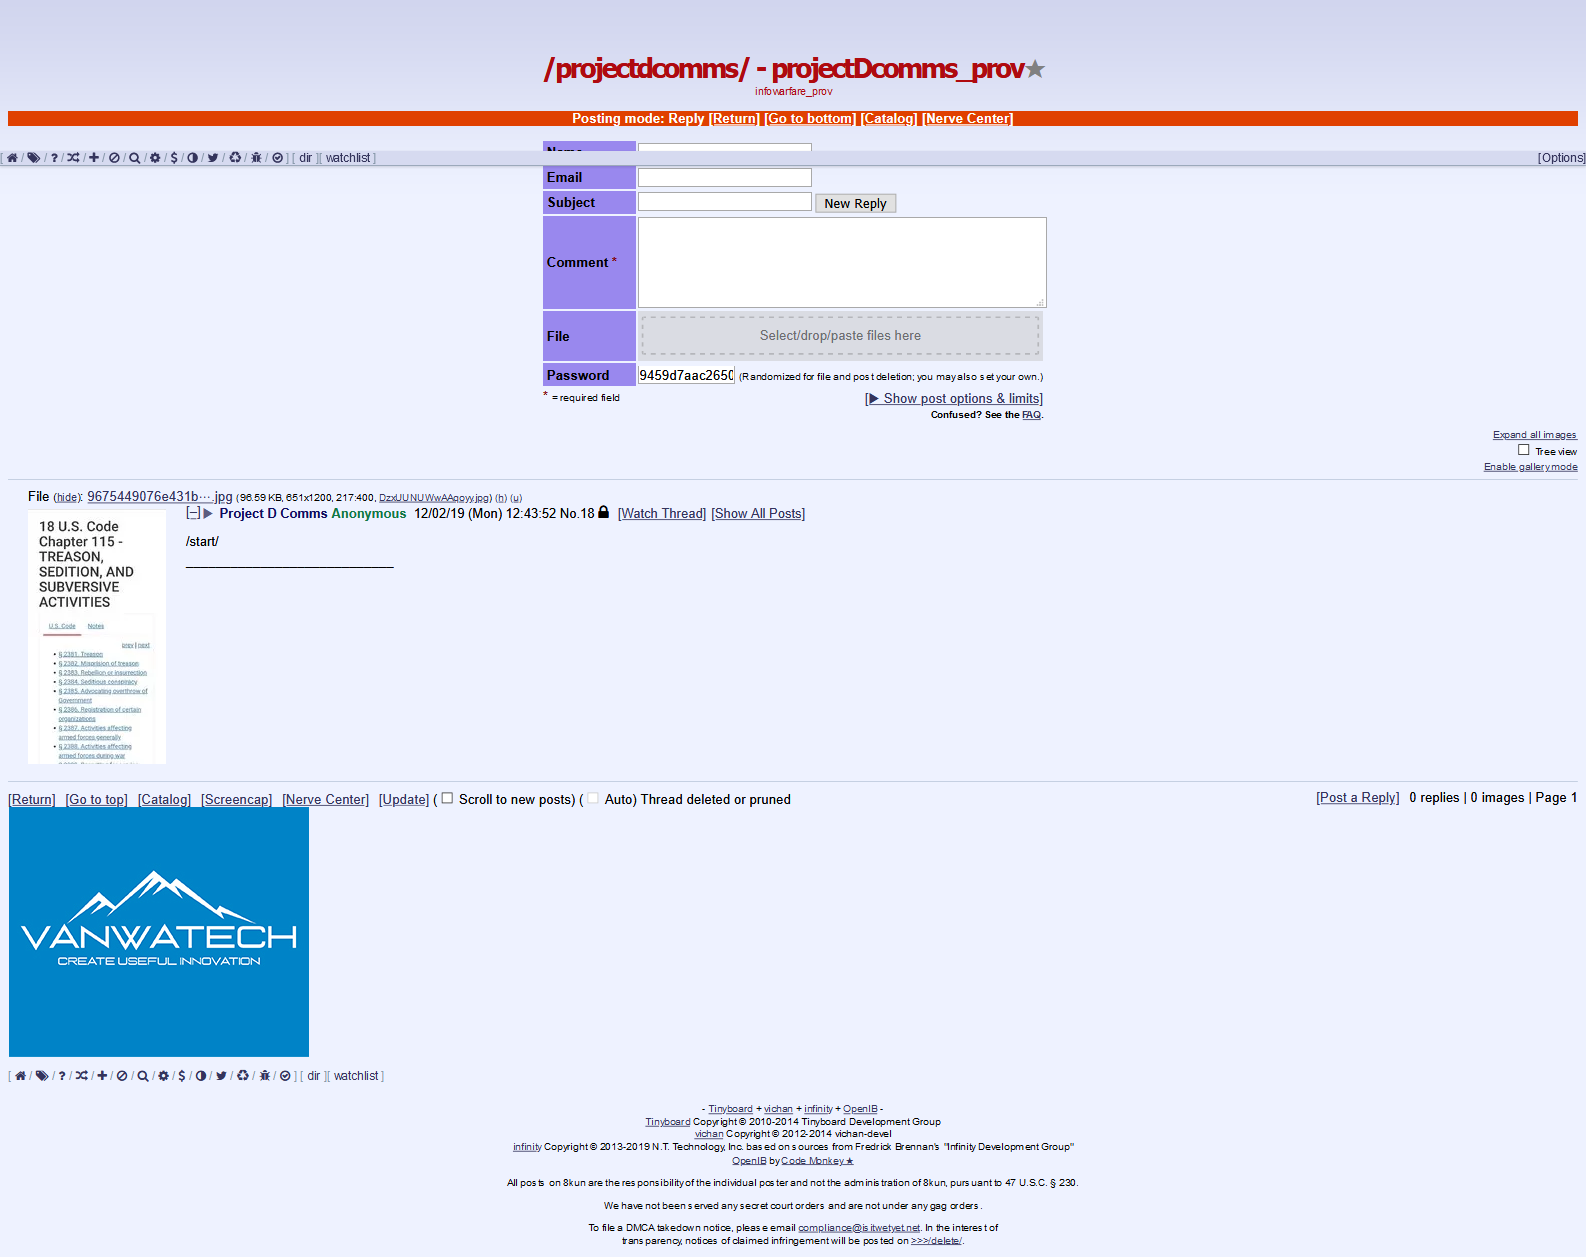 /projectdcomms/ - projectDcomms_prov★
infowarfare_prov
Posting mode: Reply [Return] [Go to bottom] [Catalog] [Nerve Center]
Name
[ / / ? / / / / / / $ / / / / / ] [ dir ][ watchlist ]
[Options]
Email
Subject
New Reply
Comment *
File
Select/drop/paste files here
Password
9459d7aac2650
(Randomized for file and post deletion; you may also set your own.)
* = required field
[▶ Show post options & limits]
Confused? See the FAQ.
Expand all images
Tree view
Enable gallery mode
File (hide): 9675449076e431b⋯.jpg (96.59 KB, 651x1200, 217:400, DzxUUNUWwAAqoyy.jpg) (h) (u)
[–]▶ Project D Comms Anonymous 12/02/19 (Mon) 12:43:52 No.18 [Watch Thread] [Show All Posts]
/start/
____________________________
18 U.S. Code
Chapter 115 -
TREASON,
SEDITION, AND
SUBVERSIVE
ACTIVITIES
U.S. Code Notes
prev | next
• § 2381. Treason
• § 2382. Misprision of treason
• § 2383. Rebellion or insurrection
• § 2384. Seditious conspiracy
• § 2385. Advocating overthrow of
Government
• § 2386. Registration of certain
organizations
• § 2387. Activities affecting
armed forces generally
• § 2388. Activities affecting
armed forces during war
[Return] [Go to top] [Catalog] [Screencap] [Nerve Center] [Update] ( Scroll to new posts) ( Auto) Thread deleted or pruned
[Post a Reply] 0 replies | 0 images | Page 1
VANWATECH
CREATE USEFUL INNOVATION
[ / / ? / / / / / / $ / / / / / ] [ dir ][ watchlist ]
- Tinyboard + vichan + infinity + OpenIB -
Tinyboard Copyright © 2010-2014 Tinyboard Development Group
vichan Copyright © 2012-2014 vichan-devel
infinity Copyright © 2013-2019 N.T. Technology, Inc. based on sources from Fredrick Brennan's "Infinity Development Group"
OpenIB by Code Monkey ★
All posts on 8kun are the responsibility of the individual poster and not the administration of 8kun, pursuant to 47 U.S.C. § 230.
We have not been served any secret court orders and are not under any gag orders.
To file a DMCA takedown notice, please email compliance@isitwetyet.net. In the interest of
transparency, notices of claimed infringement will be posted on >>>/delete/.